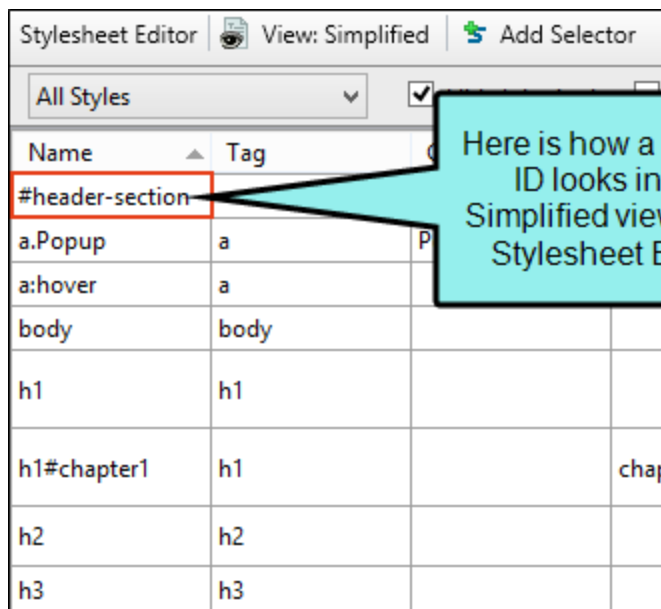 Stylesheet Editor View: Simplified Add Selector
All Styles
Name Tag
#header-section
Here is how a
ID looks in
Simplified view
Stylesheet
a.Popup a P
a:hover a
body body
h1 h1
h1#chapter1 h1 chap
h2 h2
h3 h3